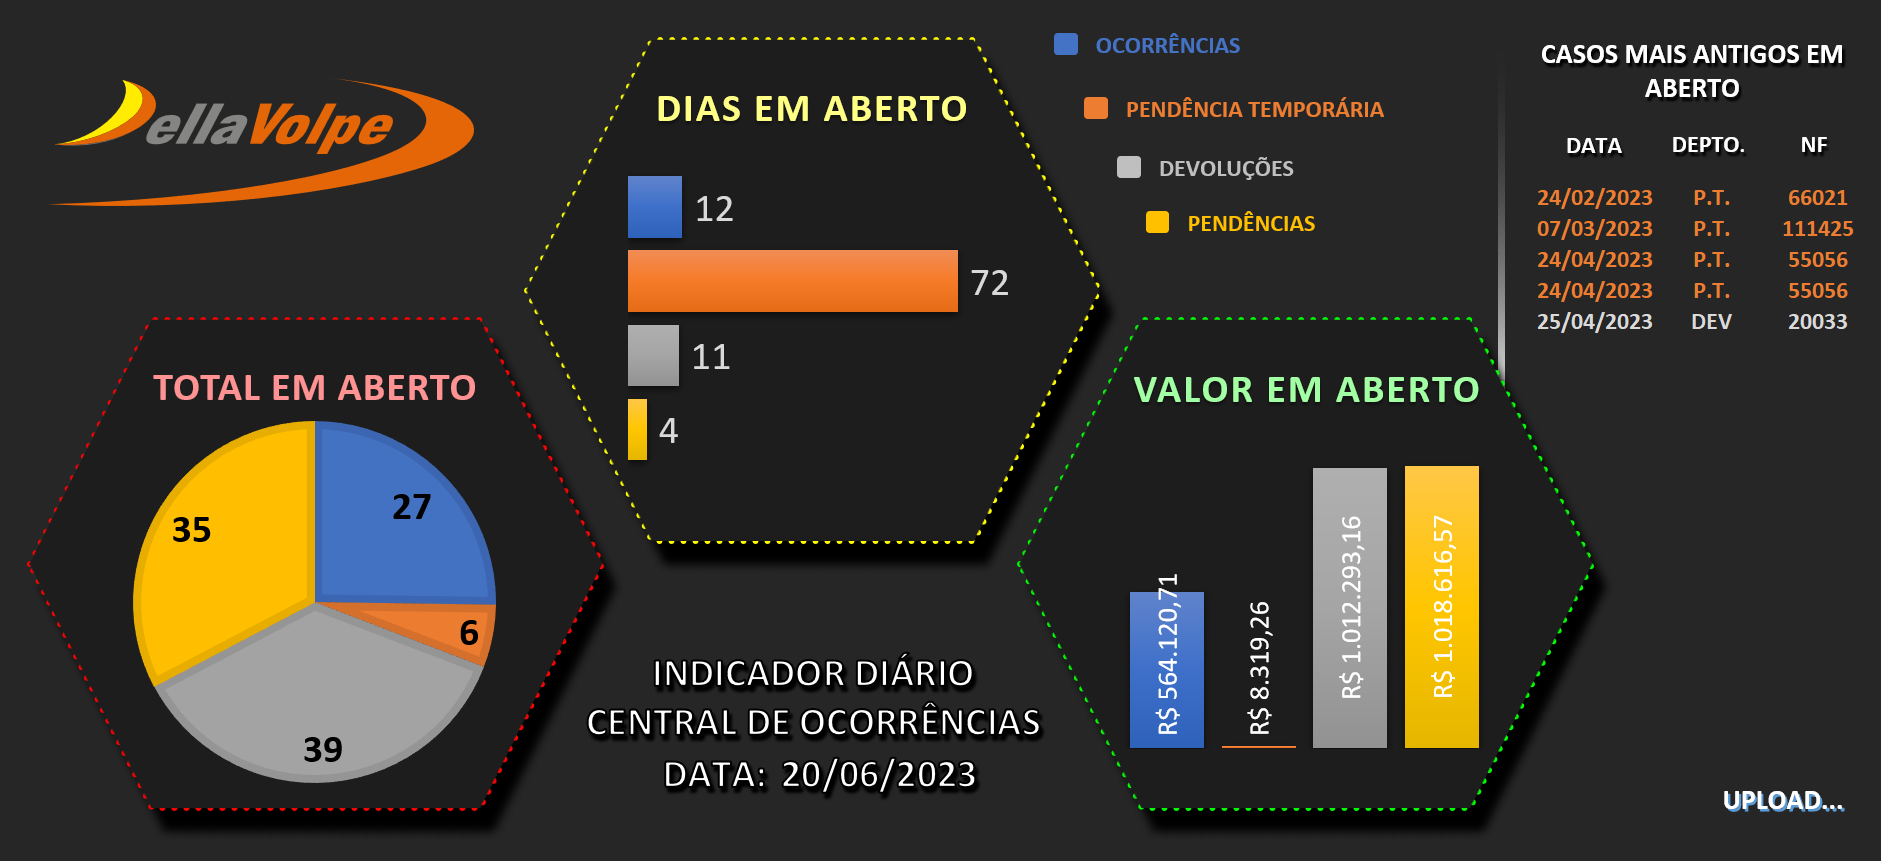 DellaVolpe
TOTAL EM ABERTO
27
6
39
35
DIAS EM ABERTO
12
72
11
4
OCORRÊNCIAS
PENDÊNCIA TEMPORÁRIA
DEVOLUÇÕES
PENDÊNCIAS
VALOR EM ABERTO
R$ 564.120,71
R$ 8.319,26
R$ 1.012.293,16
R$ 1.018.616,57
CASOS MAIS ANTIGOS EM
ABERTO
DATA DEPTO. NF
24/02/2023 P.T. 66021
07/03/2023 P.T. 111425
24/04/2023 P.T. 55056
24/04/2023 P.T. 55056
25/04/2023 DEV 20033
INDICADOR DIÁRIO
CENTRAL DE OCORRÊNCIAS
DATA: 20/06/2023
UPLOAD...